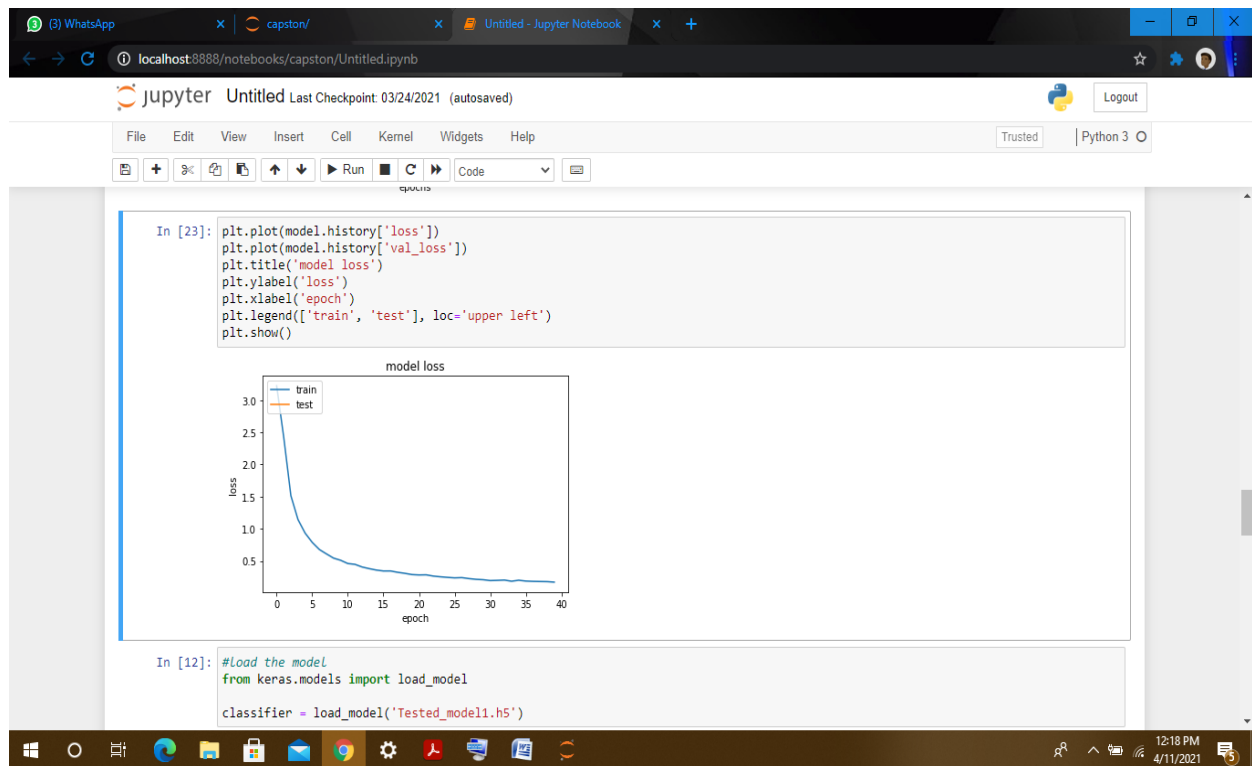 (3) WhatsApp
capston/
Untitled - Jupyter Notebook
localhost:8888/notebooks/capston/Untitled.ipynb
jupyter Untitled Last Checkpoint: 03/24/2021 (autosaved)
Logout
File Edit View Insert Cell Kernel Widgets Help
Trusted Python 3
Run Code
epochs
In [23]: plt.plot(model.history['loss'])
plt.plot(model.history['val_loss'])
plt.title('model loss')
plt.ylabel('loss')
plt.xlabel('epoch')
plt.legend(['train', 'test'], loc='upper left')
plt.show()
model loss
train
test
3.0
2.5
2.0
1.5
1.0
0.5
loss
0 5 10 15 20 25 30 35 40
epoch
In [12]: #load the model
from keras.models import load_model
classifier = load_model('Tested_model1.h5')
12:18 PM
4/11/2021
5